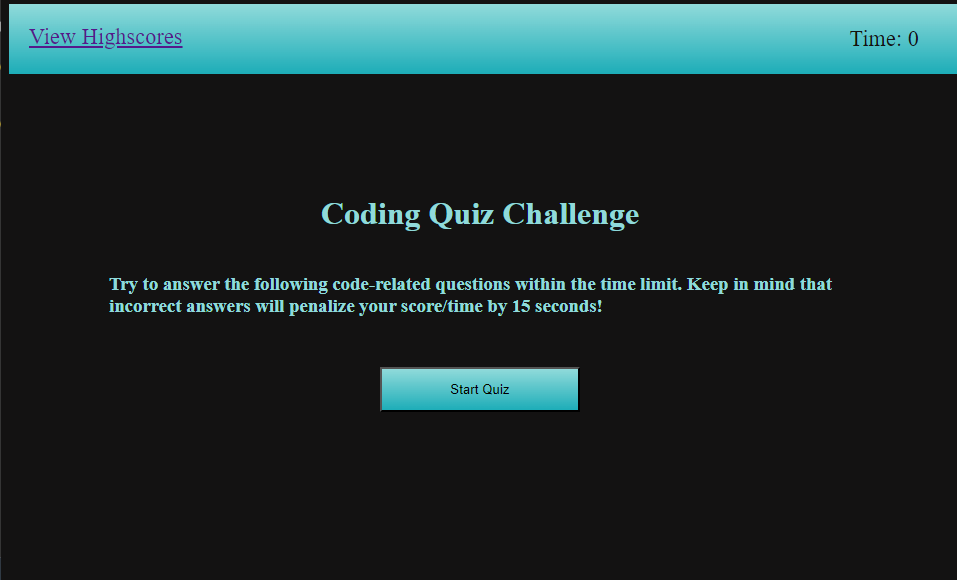 View Highscores
Time: 0
Coding Quiz Challenge
Try to answer the following code-related questions within the time limit. Keep in mind that
incorrect answers will penalize your score/time by 15 seconds!
Start Quiz